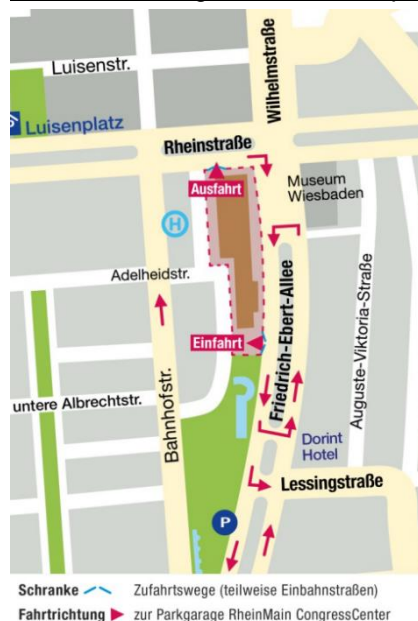 Luisenstr.
Wilhelmstraße
Luisenplatz
Rheinstraße
Ausfahrt
Museum
Wiesbaden
H
Adelheidstr.
Einfahrt
Friedrich-Ebert-Allee
Auguste-Viktoria-Straße
untere Albrechtstr.
Bahnhofstr.
Dorint
Hotel
Lessingstraße
P
Schranke Zufahrtswege (teilweise Einbahnstraßen)
Fahrtrichtung zur Parkgarage RheinMain CongressCenter